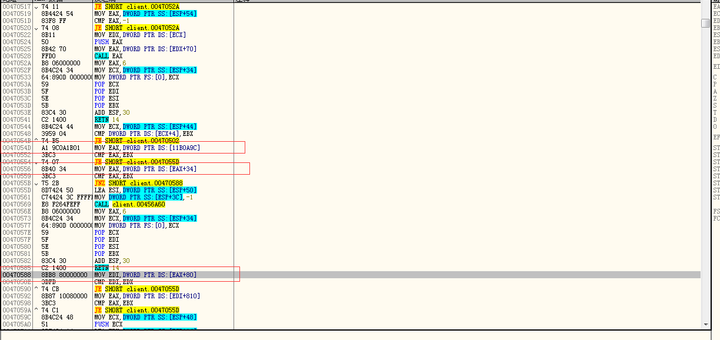 00470517 74 11 JE SHORT client.0047052A
00470519 8B4424 54 MOV EAX,DWORD PTR SS:[ESP+54]
0047051D 83F8 FF CMP EAX,-1
00470520 74 08 JE SHORT client.0047052A
00470522 8B11 MOV EDX,DWORD PTR DS:[ECX]
00470524 50 PUSH EAX
00470525 8B42 70 MOV EAX,DWORD PTR DS:[EDX+70]
00470528 FFD0 CALL EAX
0047052A B8 06000000 MOV EAX,6
0047052F 8B4C24 34 MOV ECX,DWORD PTR SS:[ESP+34]
00470533 64:890D 0000000 MOV DWORD PTR FS:[0],ECX
0047053A 59 POP ECX
0047053B 5F POP EDI
0047053C 5E POP ESI
0047053D 5B POP EBX
0047053E 83C4 30 ADD ESP,30
00470541 C2 1400 RETN 14
00470544 8B4C24 44 MOV ECX,DWORD PTR SS:[ESP+44]
00470548 3959 04 CMP DWORD PTR DS:[ECX+4],EBX
0047054B 74 B5 JE SHORT client.00470502
0047054D A1 9C0A1B01 MOV EAX,DWORD PTR DS:[11B0A9C]
00470552 3BC3 CMP EAX,EBX
00470554 74 07 JE SHORT client.0047055D
00470556 8B40 34 MOV EAX,DWORD PTR DS:[EAX+34]
00470559 3BC3 CMP EAX,EBX
0047055B 75 2B JNZ SHORT client.00470588
0047055D 8D7424 50 LEA ESI,DWORD PTR SS:[ESP+50]
00470561 C74424 3C FFFFF MOV DWORD PTR SS:[ESP+3C],-1
00470569 E8 F264FEFF CALL client.00456A60
0047056E B8 06000000 MOV EAX,6
00470573 8B4C24 34 MOV ECX,DWORD PTR SS:[ESP+34]
00470577 64:890D 0000000 MOV DWORD PTR FS:[0],ECX
0047057E 59 POP ECX
0047057F 5F POP EDI
00470580 5E POP ESI
00470581 5B POP EBX
00470582 83C4 30 ADD ESP,30
00470585 C2 1400 RETN 14
00470588 8BB8 80000000 MOV EDI,DWORD PTR DS:[EAX+80]
0047058E 3BFD CMP EDI,EDX
00470590 74 CB JE SHORT client.0047055D
00470592 8B87 10080000 MOV EAX,DWORD PTR DS:[EDI+810]
00470598 3BC3 CMP EAX,EBX
0047059A 74 C1 JE SHORT client.0047055D
0047059C 8B4C24 48 MOV ECX,DWORD PTR SS:[ESP+48]
004705A0 51 PUSH ECX